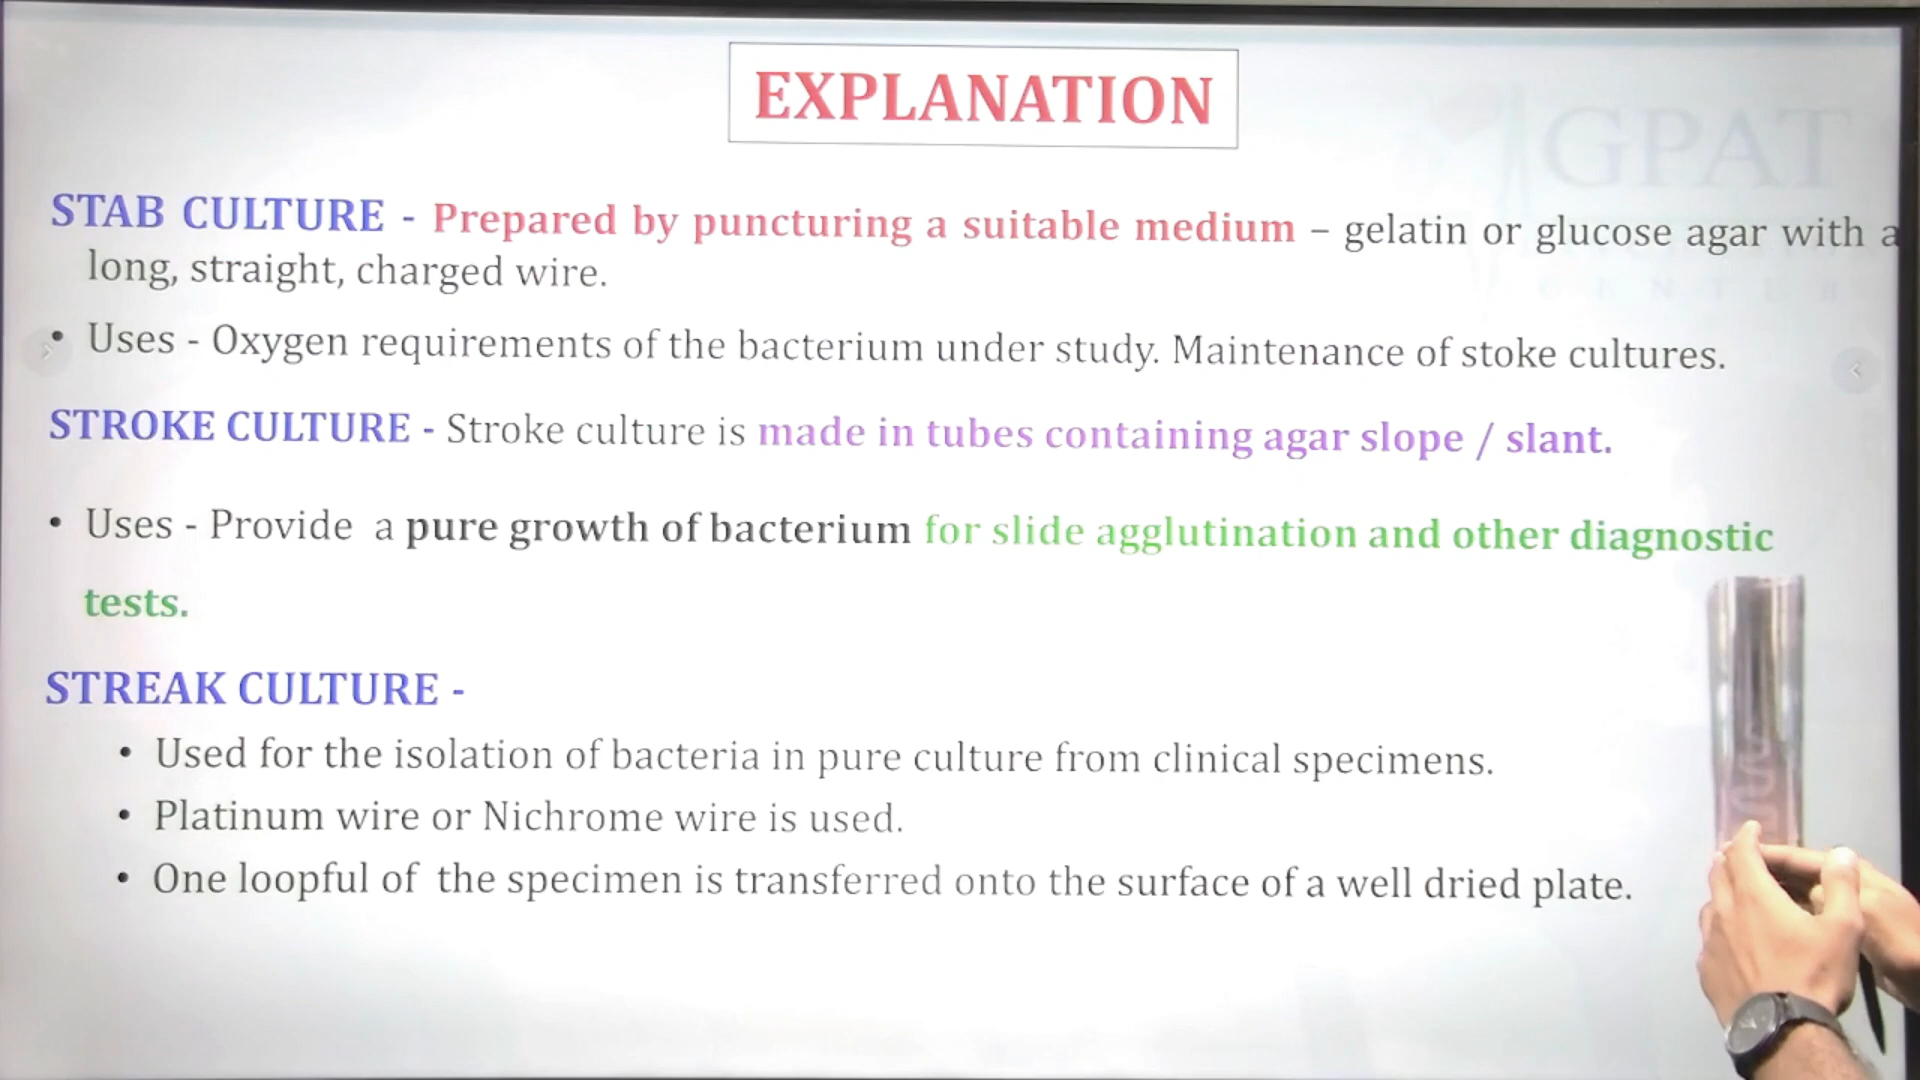 EXPLANATION
GPAT
STAB CULTURE - Prepared by puncturing a suitable medium – gelatin or glucose agar with a
long, straight, charged wire.
• Uses - Oxygen requirements of the bacterium under study. Maintenance of stoke cultures.
STROKE CULTURE - Stroke culture is made in tubes containing agar slope / slant.
• Uses - Provide a pure growth of bacterium for slide agglutination and other diagnostic
tests.
STREAK CULTURE -
• Used for the isolation of bacteria in pure culture from clinical specimens.
• Platinum wire or Nichrome wire is used.
• One loopful of the specimen is transferred onto the surface of a well dried plate.